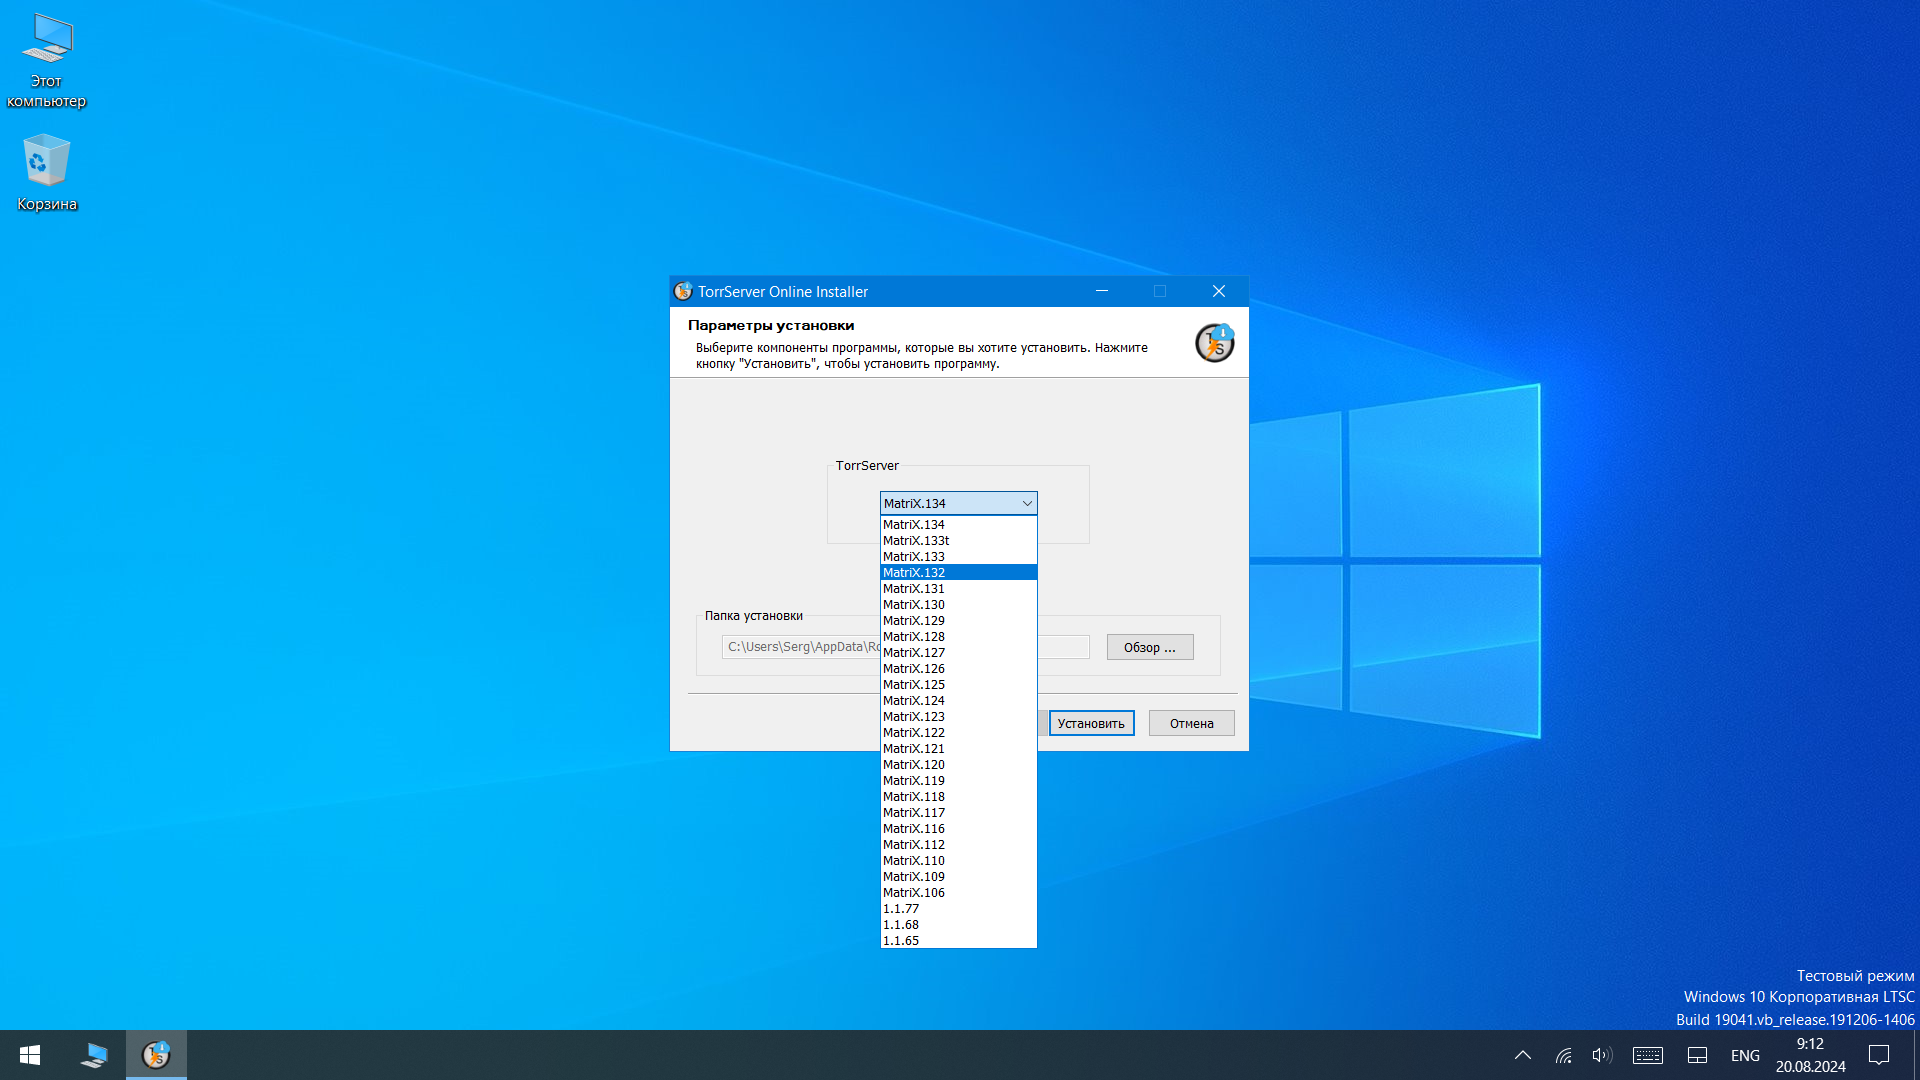 Этот
компьютер
Корзина
TorrServer Online Installer
Параметры установки
Выберите компоненты программы, которые вы хотите установить. Нажмите
кнопку "Установить", чтобы установить программу.
TorrServer
MatriX.134
MatriX.134
MatriX.133t
MatriX.133
MatriX.132
MatriX.131
MatriX.130
MatriX.129
MatriX.128
MatriX.127
MatriX.126
MatriX.125
MatriX.124
MatriX.123
MatriX.122
MatriX.121
MatriX.120
MatriX.119
MatriX.118
MatriX.117
MatriX.116
MatriX.112
MatriX.110
MatriX.109
MatriX.106
1.1.77
1.1.68
1.1.65
Папка установки
C:\Users\Serg\AppData\Ro
Обзор ...
Установить
Отмена
Тестовый режим
Windows 10 Корпоративная LTSC
Build 19041.vb_release.191206-1406
ENG
9:12
20.08.2024